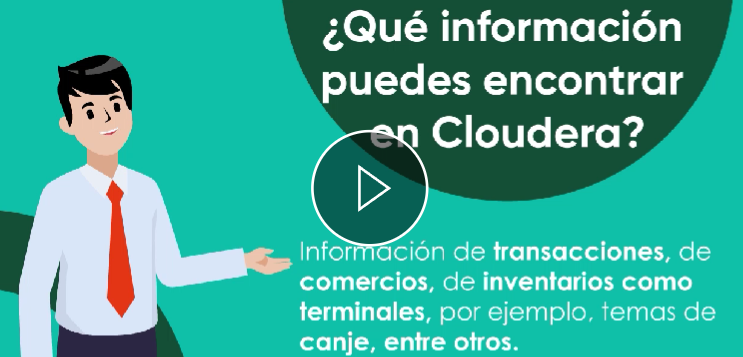 ¿Qué información
puedes encontrar
en Cloudera?
Información de transacciones, de
comercios, de inventarios como
terminales, por ejemplo, temas de
canje, entre otros.